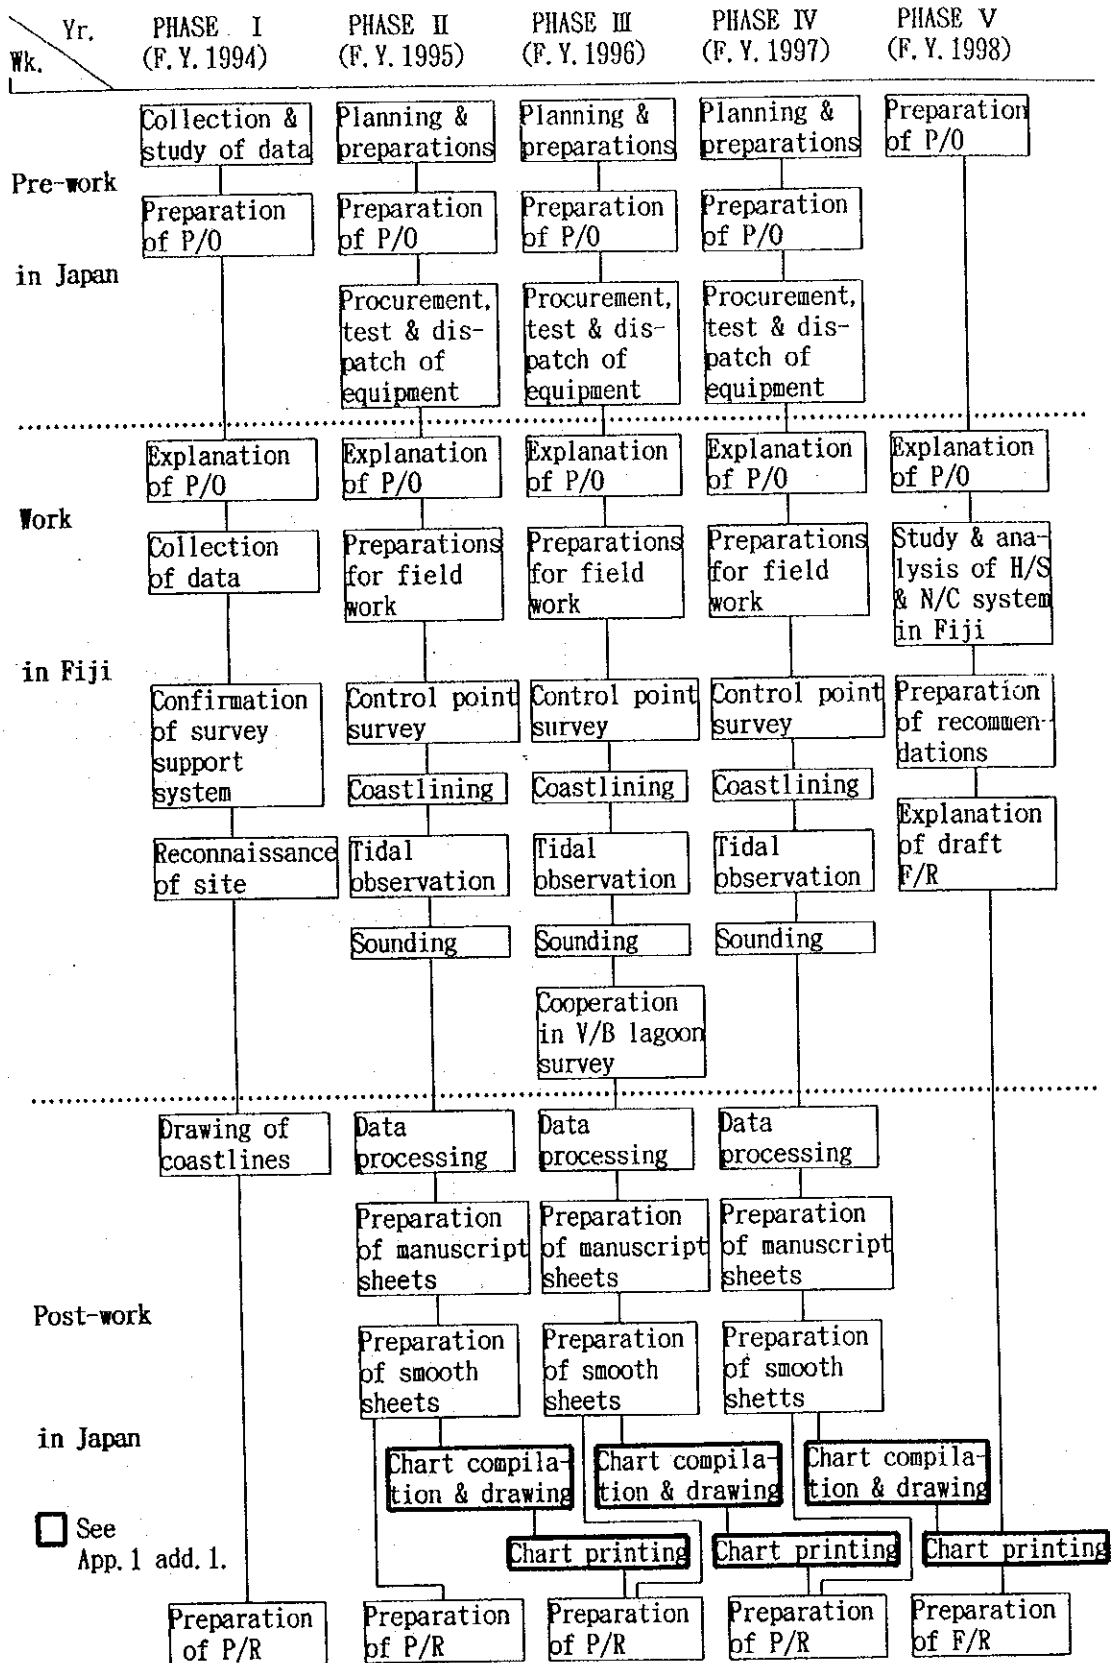 Yr.
Wk.
PHASE I
(F. Y. 1994)
PHASE II
(F. Y. 1995)
PHASE III
(F. Y. 1996)
PHASE IV
(F. Y. 1997)
PHASE V
(F. Y. 1998)
Pre-work
in Japan
Collection &
study of data
Planning &
preparations
Planning &
preparations
Planning &
preparations
Preparation
of P/O
Preparation
of P/O
Preparation
of P/O
Preparation
of P/O
Preparation
of P/O
Procurement,
test & dis-
patch of
equipment
Procurement,
test & dis-
patch of
equipment
Procurement,
test & dis-
patch of
equipment
Work
in Fiji
Explanation
of P/O
Explanation
of P/O
Explanation
of P/O
Explanation
of P/O
Explanation
of P/O
Collection
of data
Preparations
for field
work
Preparations
for field
work
Preparations
for field
work
Study & ana-
lysis of H/S
& N/C system
in Fiji
Confirmation
of survey
support
system
Control point
survey
Control point
survey
Control point
survey
Preparation
of recommen-
dations
Coastlining
Coastlining
Coastlining
Explanation
of draft
F/R
Reconnaissance
of site
Tidal
observation
Tidal
observation
Tidal
observation
Sounding
Sounding
Sounding
Cooperation
in V/B lagoon
survey
Post-work
in Japan
Drawing of
coastlines
Data
processing
Data
processing
Data
processing
Preparation
of manuscript
sheets
Preparation
of manuscript
sheets
Preparation
of manuscript
sheets
Preparation
of smooth
sheets
Preparation
of smooth
sheets
Preparation
of smooth
shetts
Chart compila-
tion & drawing
Chart compila-
tion & drawing
Chart compila-
tion & drawing
See
App. 1 add. 1.
Chart printing
Chart printing
Chart printing
Preparation
of P/R
Preparation
of P/R
Preparation
of P/R
Preparation
of P/R
Preparation
of F/R